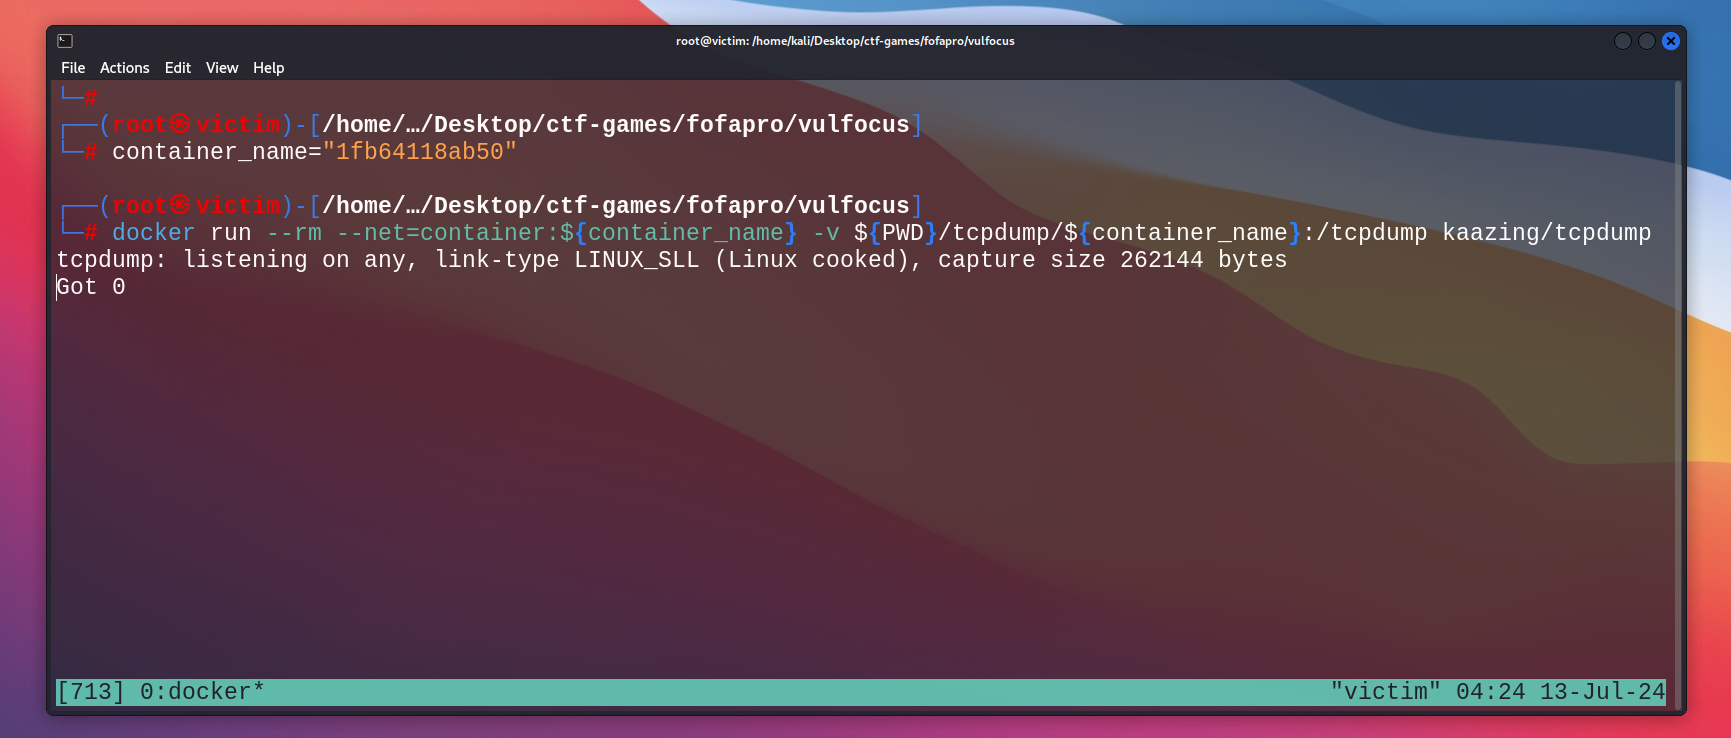 root@victim: /home/kali/Desktop/ctf-games/fofapro/vulfocus
File Actions Edit View Help
└─#
┌──(root㉿victim)-[/home/…/Desktop/ctf-games/fofapro/vulfocus]
└─# container_name="1fb64118ab50"
┌──(root㉿victim)-[/home/…/Desktop/ctf-games/fofapro/vulfocus]
└─# docker run --rm --net=container:${container_name} -v ${PWD}/tcpdump/${container_name}:/tcpdump kaazing/tcpdump
tcpdump: listening on any, link-type LINUX_SLL (Linux cooked), capture size 262144 bytes
Got 0
[713] 0:docker* "victim" 04:24 13-Jul-24